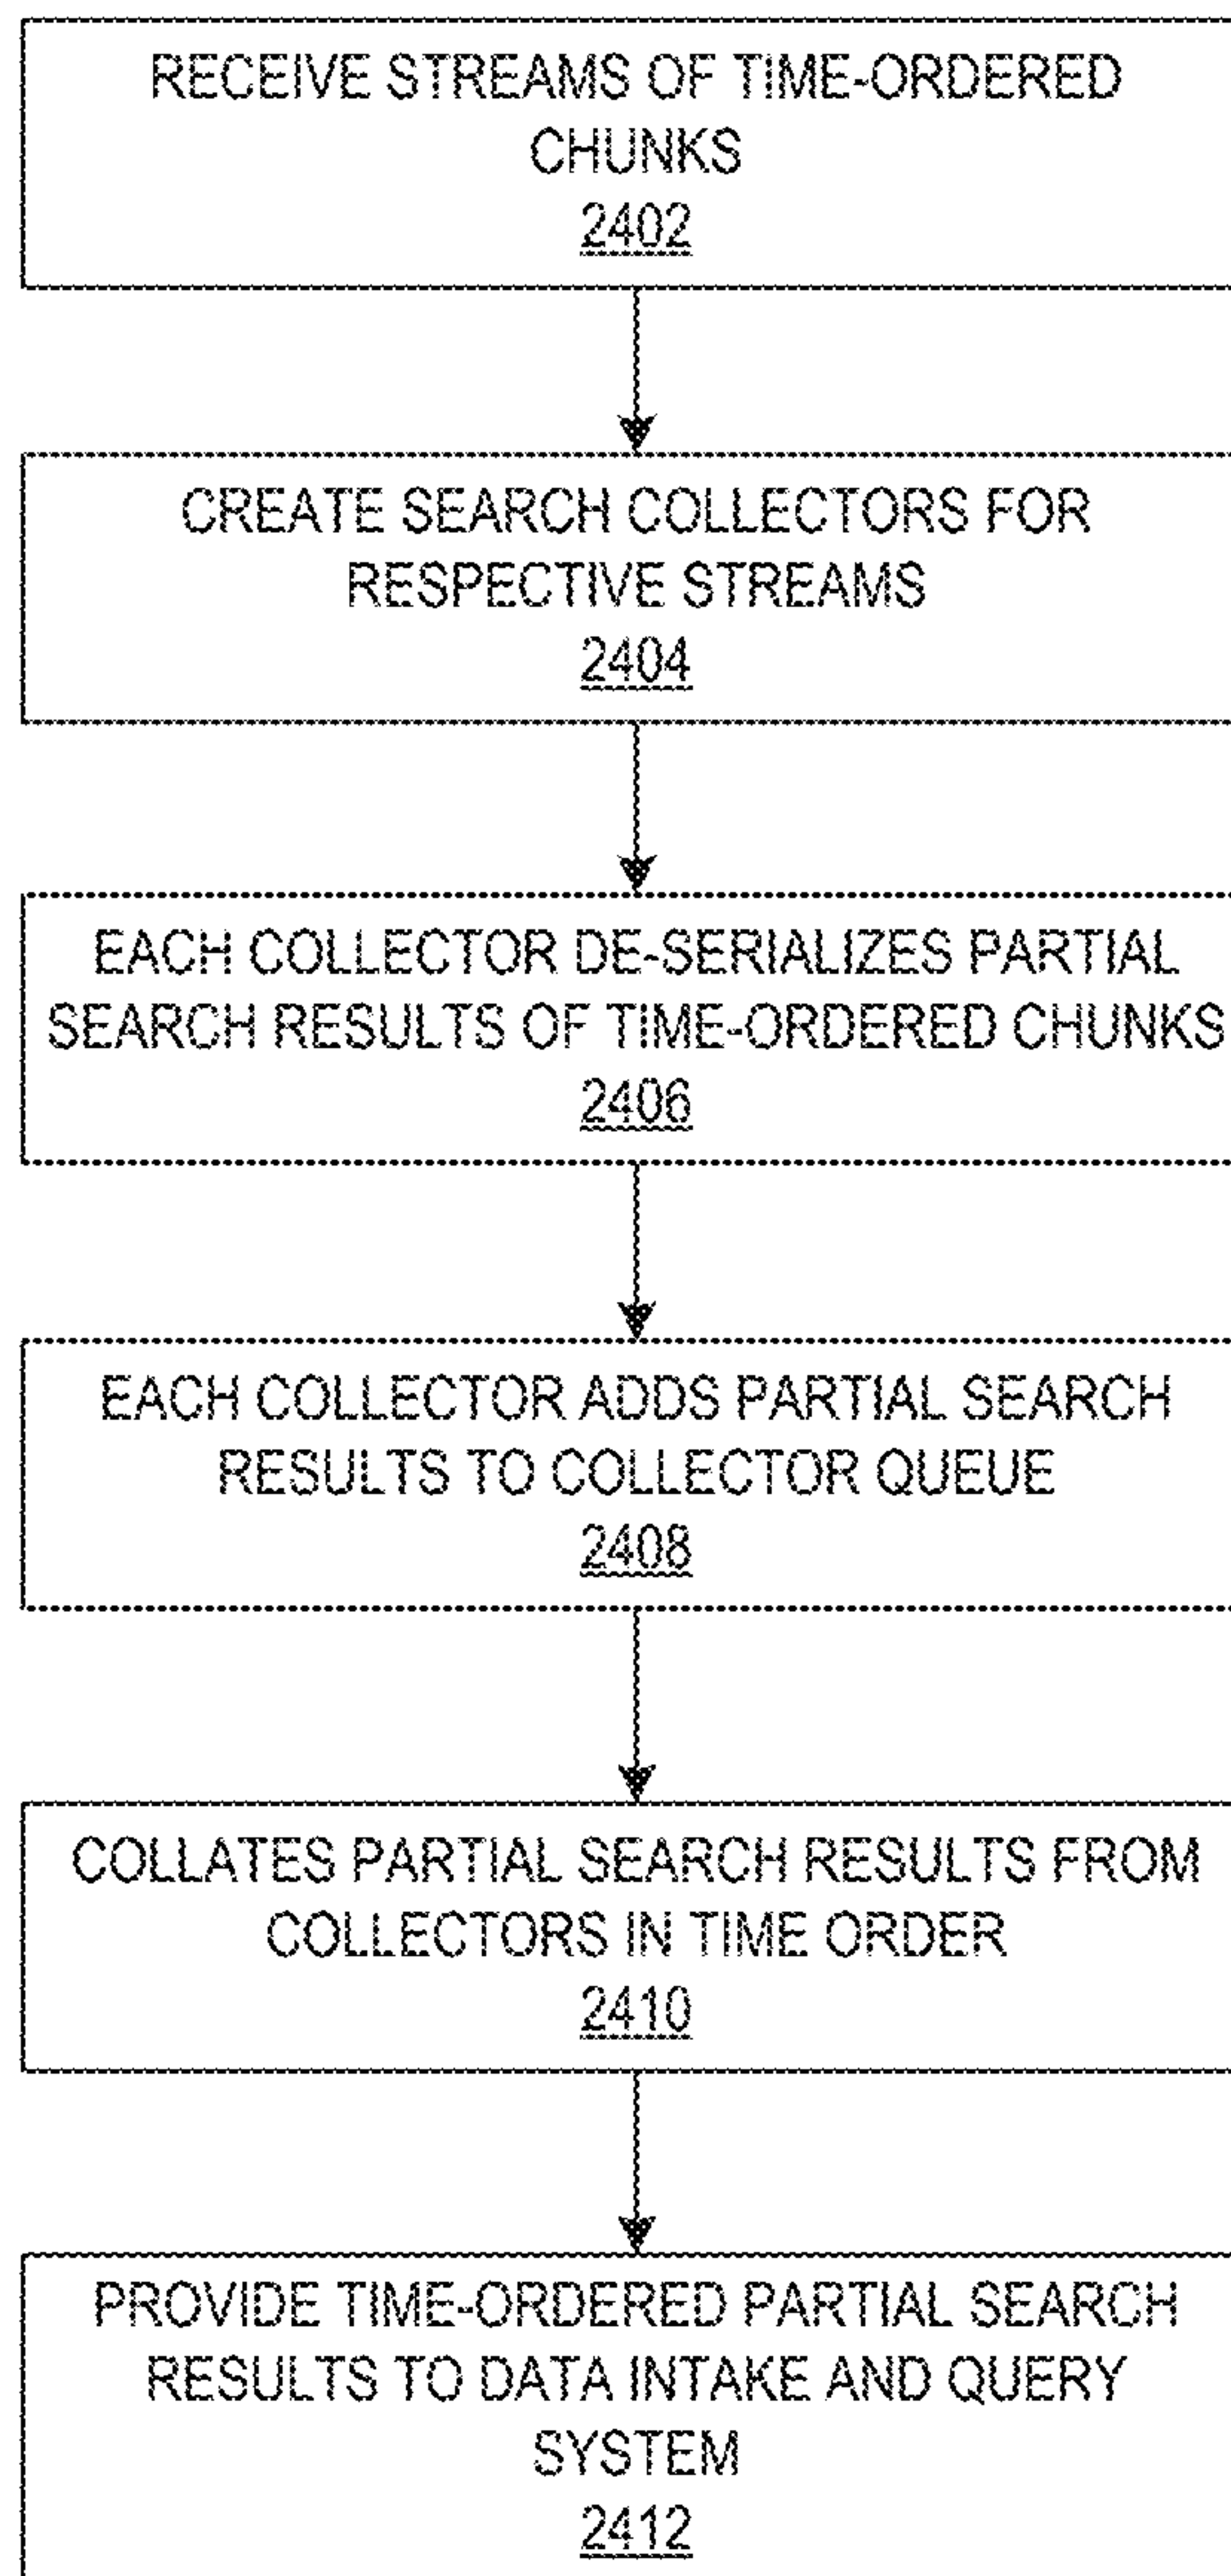 RECEIVE STREAMS OF TIME-ORDERED
CHUNKS
2402
CREATE SEARCH COLLECTORS FOR
RESPECTIVE STREAMS
2404
EACH COLLECTOR DE-SERIALIZES PARTIAL
SEARCH RESULTS OF TIME-ORDERED CHUNKS
2406
EACH COLLECTOR ADDS PARTIAL SEARCH
RESULTS TO COLLECTOR QUEUE
2408
COLLATES PARTIAL SEARCH RESULTS FROM
COLLECTORS IN TIME ORDER
2410
PROVIDE TIME-ORDERED PARTIAL SEARCH
RESULTS TO DATA INTAKE AND QUERY
SYSTEM
2412